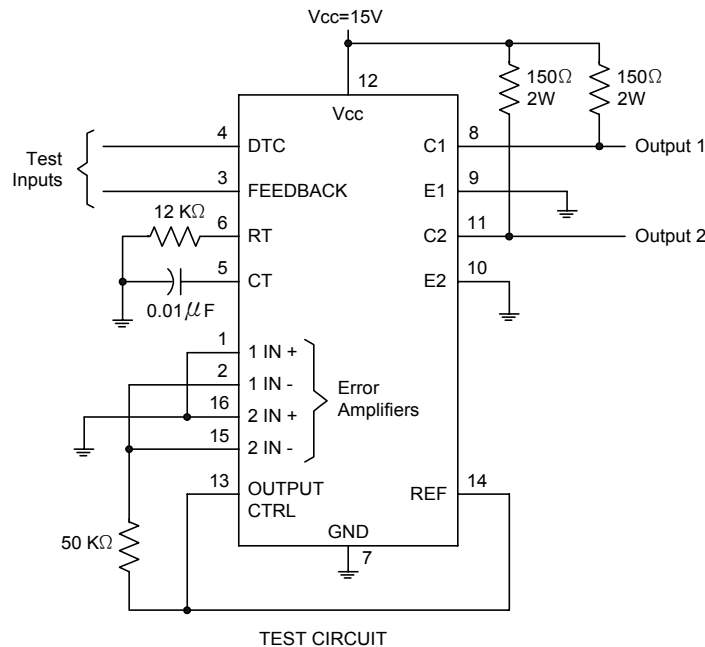 Vcc=15V
12
Vcc
150Ω
2W
150Ω
2W
Test
Inputs
4
DTC
C1
8
Output 1
3
FEEDBACK
E1
9
12 KΩ
6
RT
C2
11
Output 2
5
CT
E2
10
0.01μF
1
1 IN +
2
1 IN -
16
2 IN +
15
2 IN -
Error
Amplifiers
13
OUTPUT
CTRL
REF
14
50 KΩ
GND
7
TEST CIRCUIT